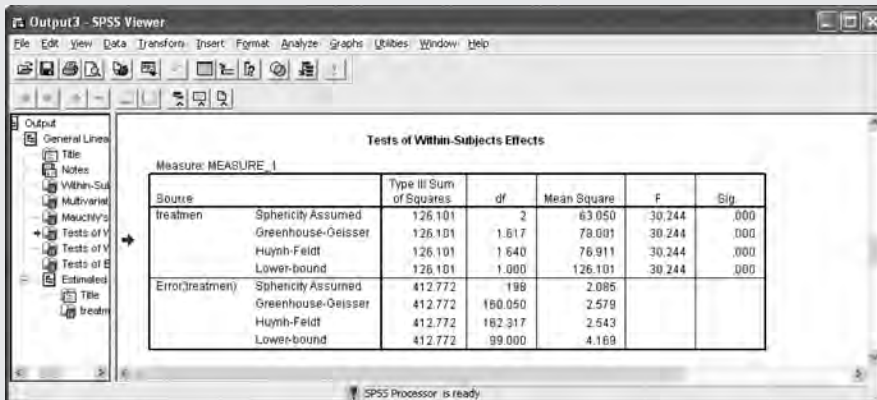 Output3 - SPSS Viewer
File Edit View Data Transform Insert Format Analyze Graphs Utilities Window Help
Output
General Linea
Title
Notes
Within-Sul
Multivariat
Mauchly's
Tests of V
Tests of V
Tests of B
Estimated
Title
treatm
Tests of Within-Subjects Effects
Measure: MEASURE_1
Source Type III Sum of Squares df Mean Square F Sig.
treatmen Sphericity Assumed 126.101 2 63.050 30.244 .000
Greenhouse-Geisser 126.101 1.617 78.001 30.244 .000
Huynh-Feldt 126.101 1.640 76.911 30.244 .000
Lower-bound 126.101 1.000 126.101 30.244 .000
Error(treatmen) Sphericity Assumed 412.772 198 2.085
Greenhouse-Geisser 412.772 160.050 2.579
Huynh-Feldt 412.772 162.317 2.543
Lower-bound 412.772 99.000 4.169
SPSS Processor is ready